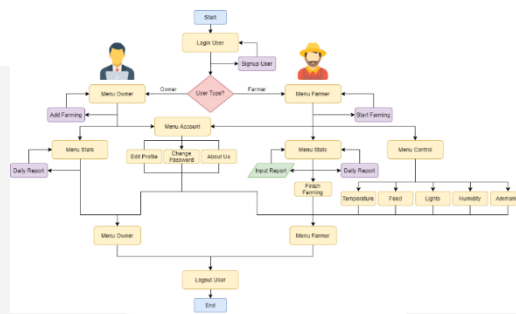 Start
Login User
Signup User
User Type?
Owner
Farmer
Menu Owner
Menu Farmer
Add Farming
Start Farming
Menu Account
Menu Stats
Menu Stats
Menu Control
Daily Report
Edit Profile
Change
Password
About Us
Input Report
Daily Report
Finish
Farming
Temperature
Feed
Lights
Humidity
Ammoni
Menu Owner
Menu Farmer
Logout User
End